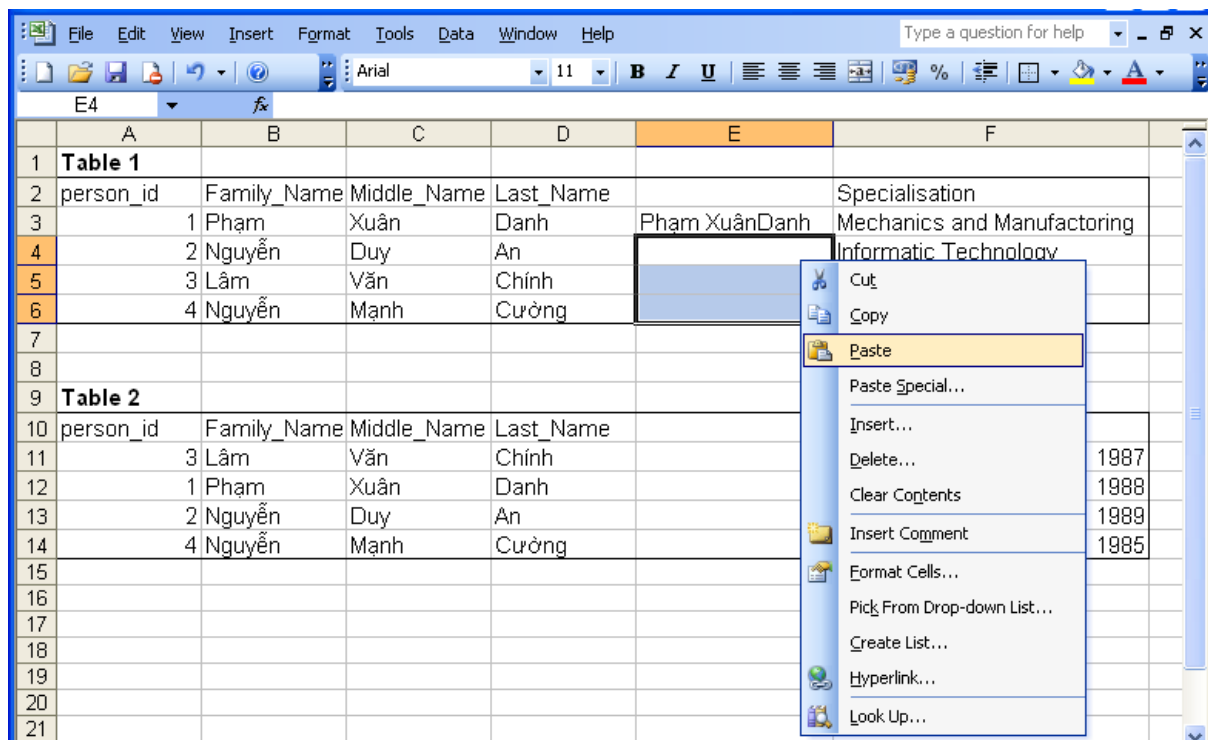 File Edit View Insert Format Tools Data Window Help Type a question for help
Arial 11 B I U %
E4 fx
A B C D E F
1 Table 1
2 person_id Family_Name Middle_Name Last_Name Specialisation
3 1 Phạm Xuân Danh Phạm XuânDanh Mechanics and Manufactoring
4 2 Nguyễn Duy An Informatic Technology
5 3 Lâm Văn Chính
6 4 Nguyễn Mạnh Cường
7
8
9 Table 2
10 person_id Family_Name Middle_Name Last_Name
11 3 Lâm Văn Chính 1987
12 1 Phạm Xuân Danh 1988
13 2 Nguyễn Duy An 1989
14 4 Nguyễn Mạnh Cường 1985
15
16
17
18
19
20
21
Cut
Copy
Paste
Paste Special...
Insert...
Delete...
Clear Contents
Insert Comment
Format Cells...
Pick From Drop-down List...
Create List...
Hyperlink...
Look Up...